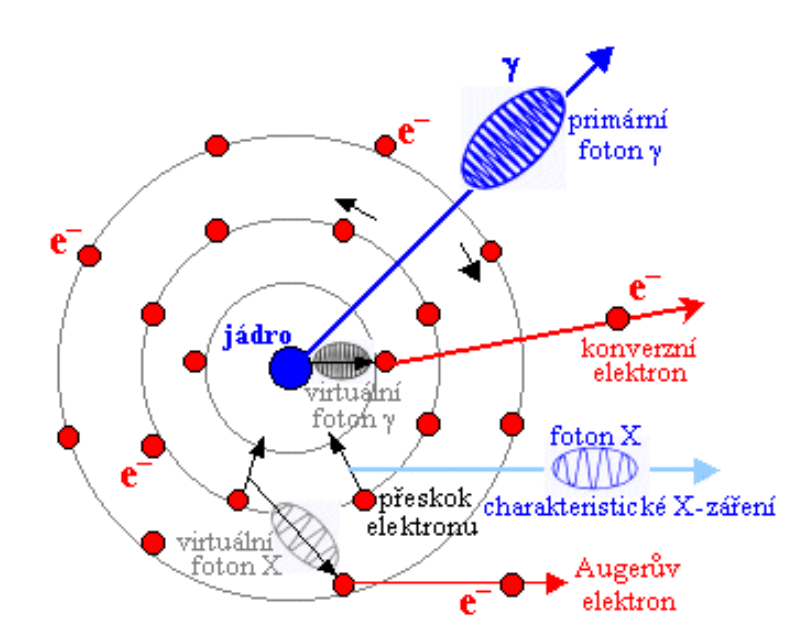 γ
primární
foton γ
e⁻
e⁻
e⁻
jádro
virtuální
foton γ
konverzní
elektron
foton X
charakteristické X-záření
přeskok
elektronu
e⁻
virtuální
foton X
Augerův
elektron
e⁻